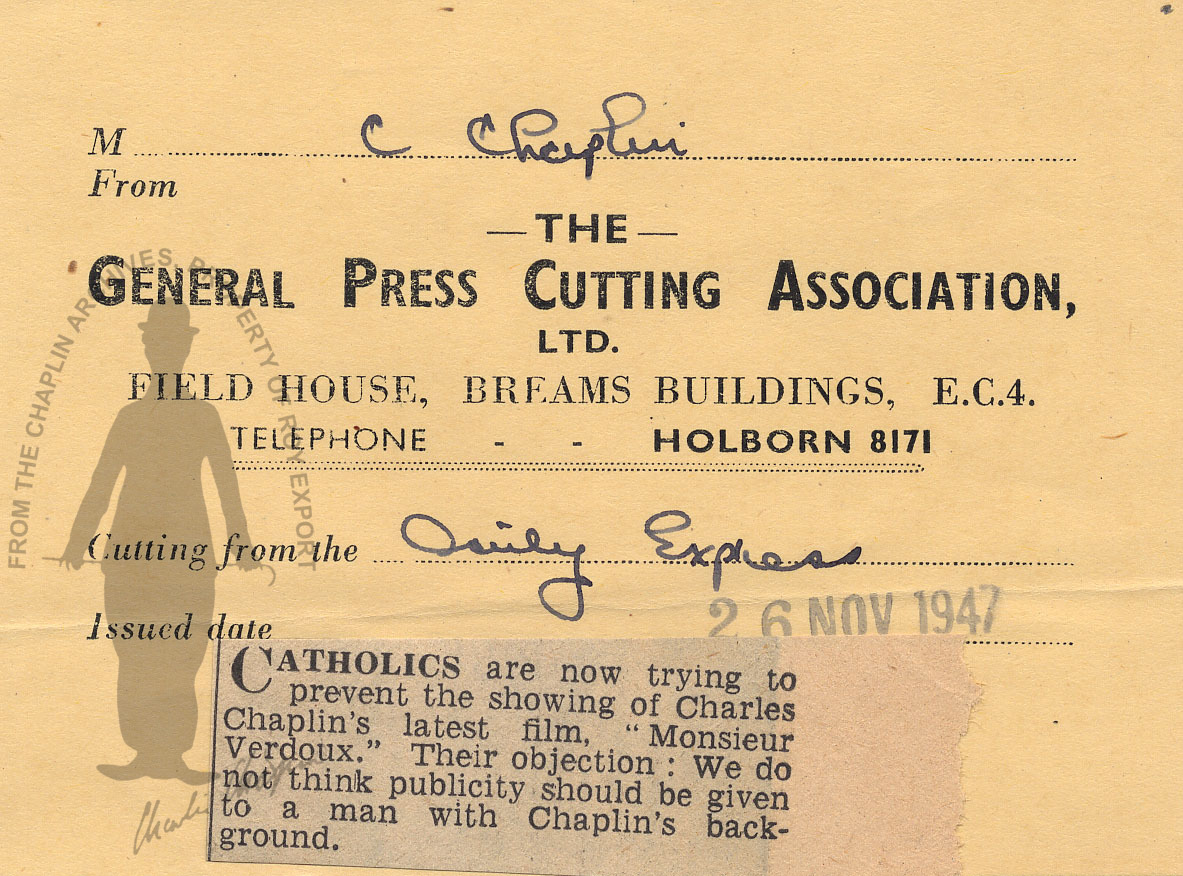 M C Chaplin
From
— THE —
GENERAL PRESS CUTTING ASSOCIATION,
LTD.
FIELD HOUSE, BREAMS BUILDINGS, E.C.4.
TELEPHONE - - HOLBORN 8171
Cutting from the Daily Express
Issued date 26 NOV 1947
CATHOLICS are now trying to
prevent the showing of Charles
Chaplin's latest film, “Monsieur
Verdoux.” Their objection : We do
not think publicity should be given
to a man with Chaplin's back-
ground.
FROM THE CHAPLIN ARCHIVES, PROPERTY OF ROY EXPORT
Charlie Chaplin